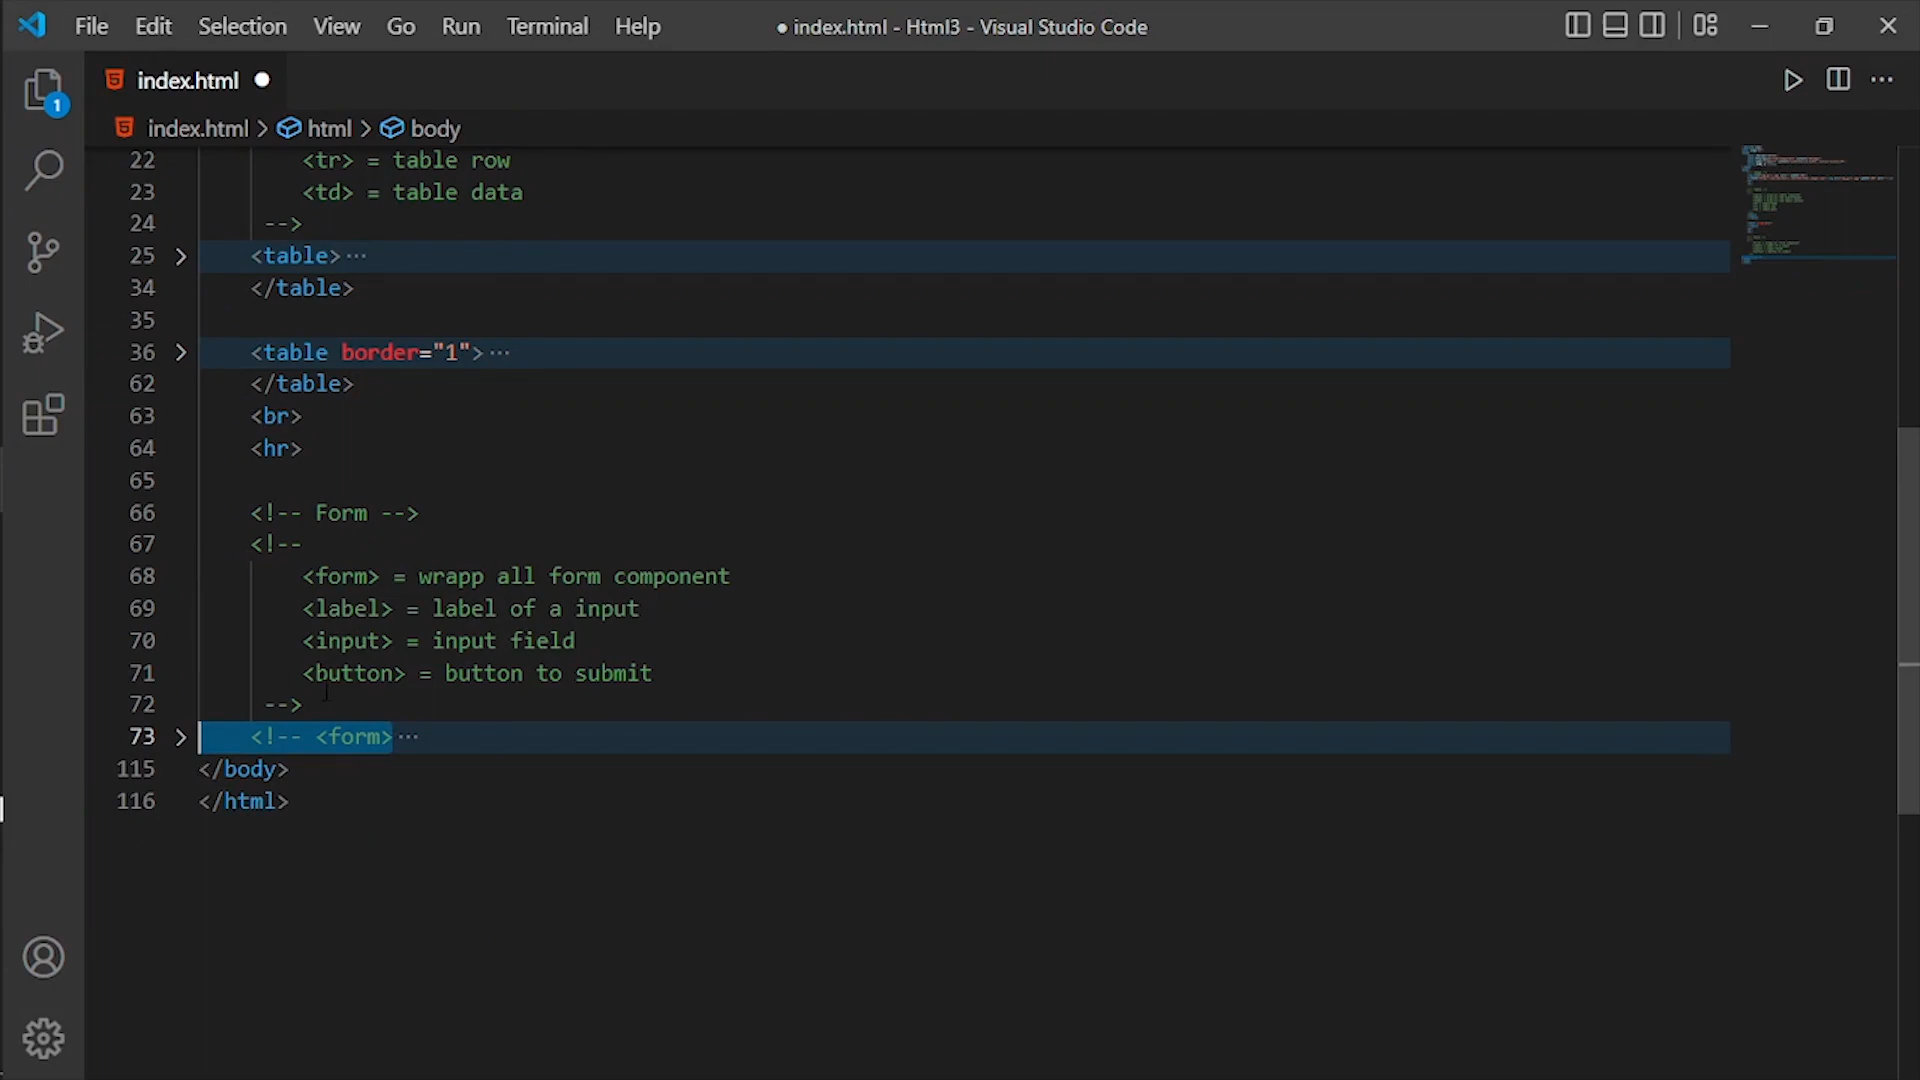 File Edit Selection View Go Run Terminal Help ● index.html - Html3 - Visual Studio Code
index.html ●
1
index.html > html > body
22 <tr> = table row
23 <td> = table data
24 -->
25 <table>···
34 </table>
35
36 <table border="1">···
62 </table>
63 <br>
64 <hr>
65
66 <!-- Form -->
67 <!--
68 <form> = wrapp all form component
69 <label> = label of a input
70 <input> = input field
71 <button> = button to submit
72 -->
73 <!-- <form>···
115 </body>
116 </html>